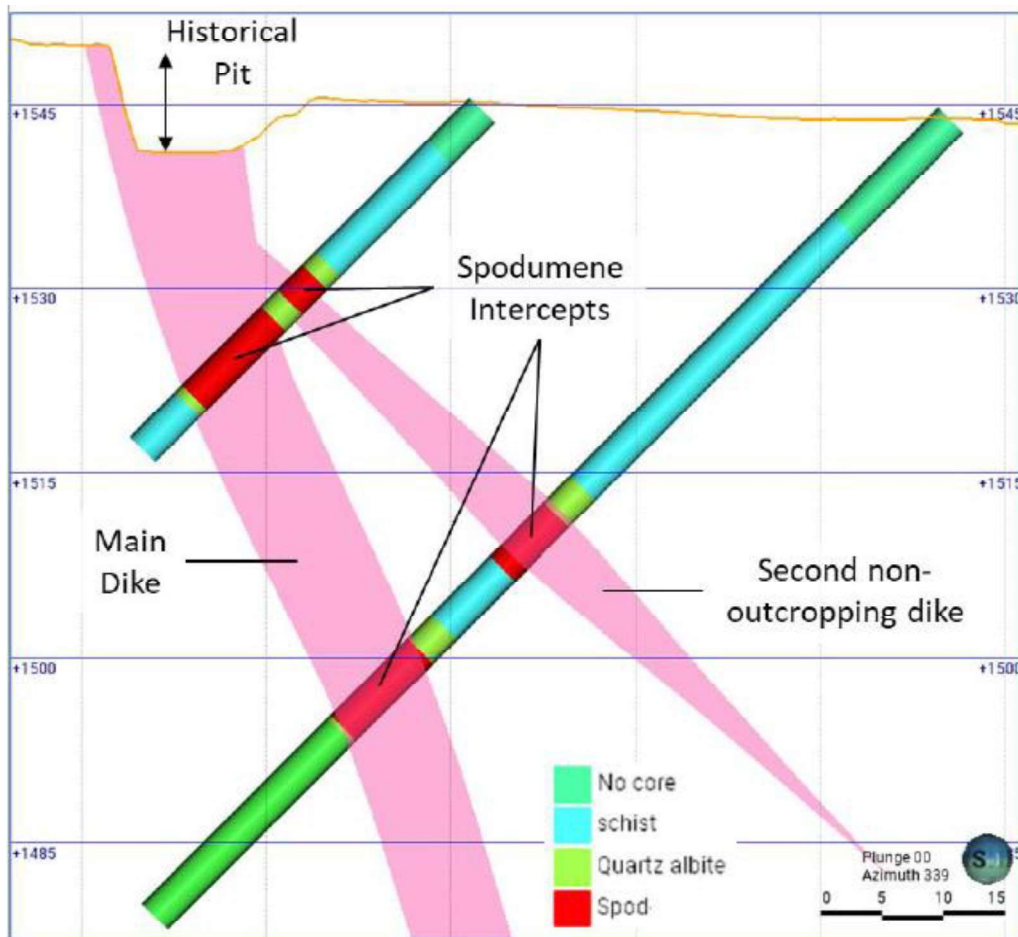 Historical
Pit
+1545
+1545
Spodumene
Intercepts
+1530
+1530
+1515
+1515
Main
Dike
Second non-
outcropping dike
+1500
+1500
No core
schist
Quartz albite
Spod
+1485
Plunge 00
Azimuth 339
0 5 10 15
S